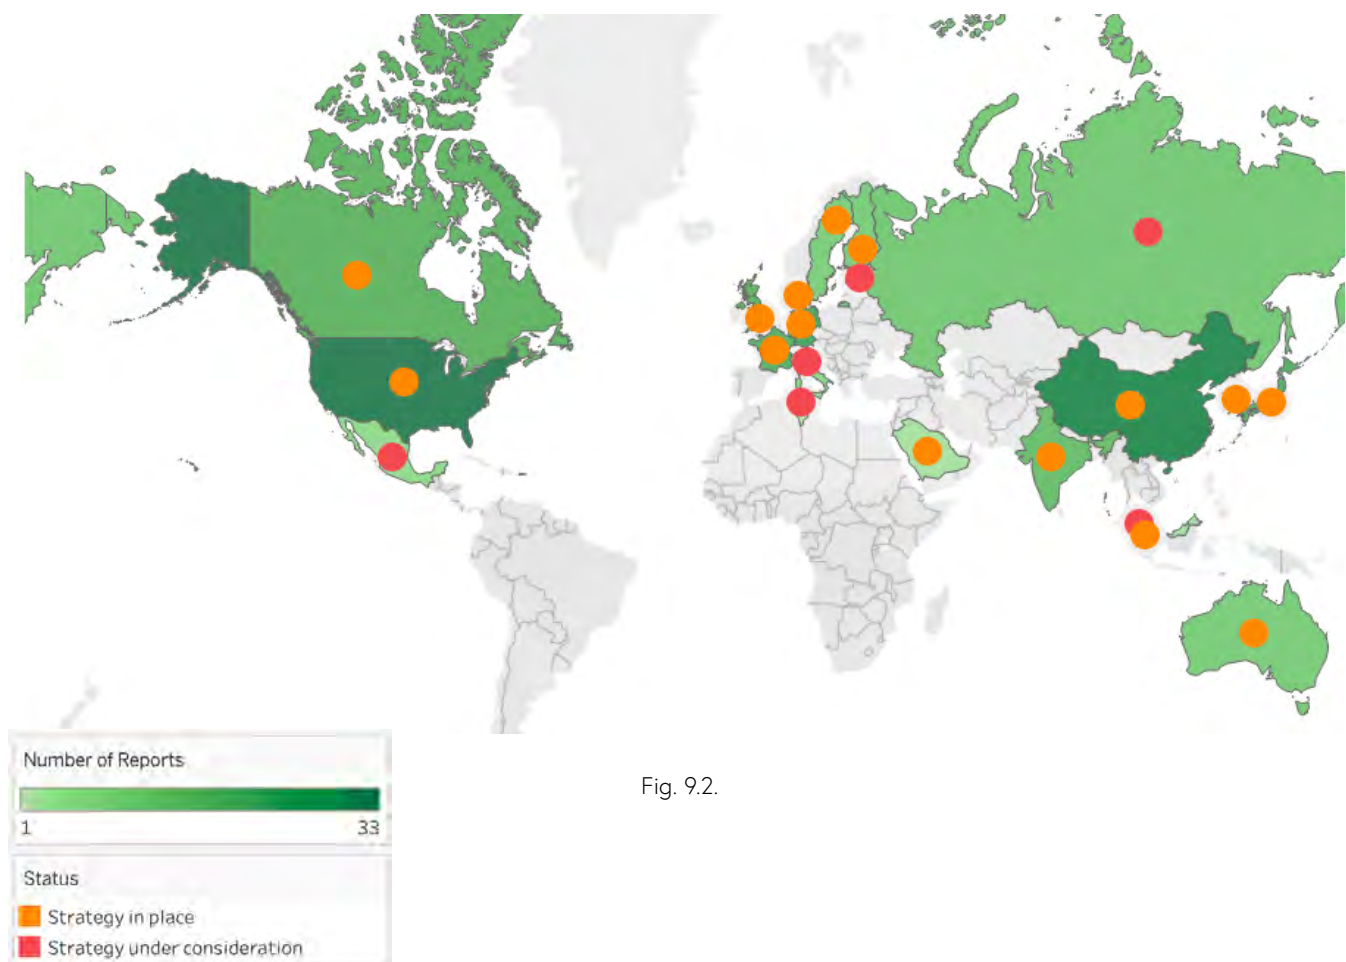 Number of Reports
1 33
Fig. 9.2.
Status
Strategy in place
Strategy under consideration